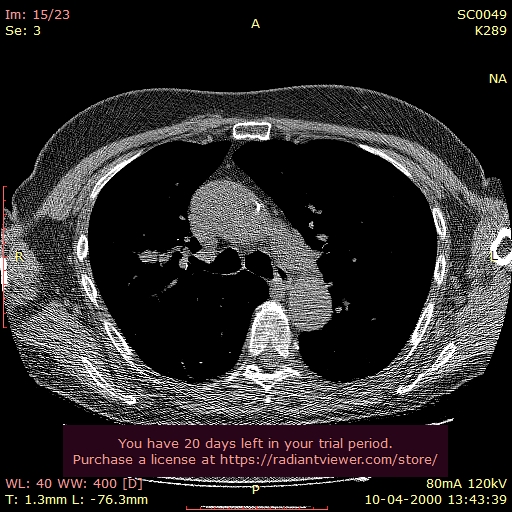 Im: 15/23
Se: 3
A
SC0049
K289
NA
R
L
You have 20 days left in your trial period.
Purchase a license at https://radiantviewer.com/store/
WL: 40 WW: 400 [D]
T: 1.3mm L: -76.3mm
P
80mA 120kV
10-04-2000 13:43:39